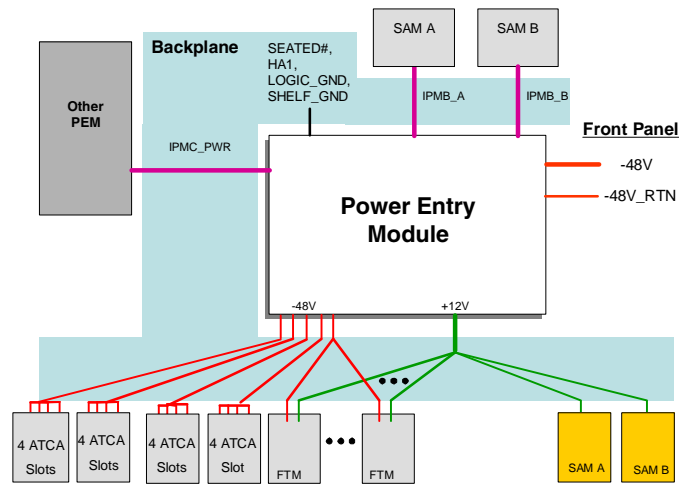 Backplane
SEATED#,
HA1,
LOGIC_GND,
SHELF_GND
SAM A
SAM B
Other
PEM
IPMB_A
IPMB_B
Front Panel
IPMC_PWR
-48V
-48V_RTN
Power Entry
Module
-48V
+12V
4 ATCA
Slots
4 ATCA
Slots
4 ATCA
Slots
4 ATCA
Slot
FTM
FTM
SAM A
SAM B